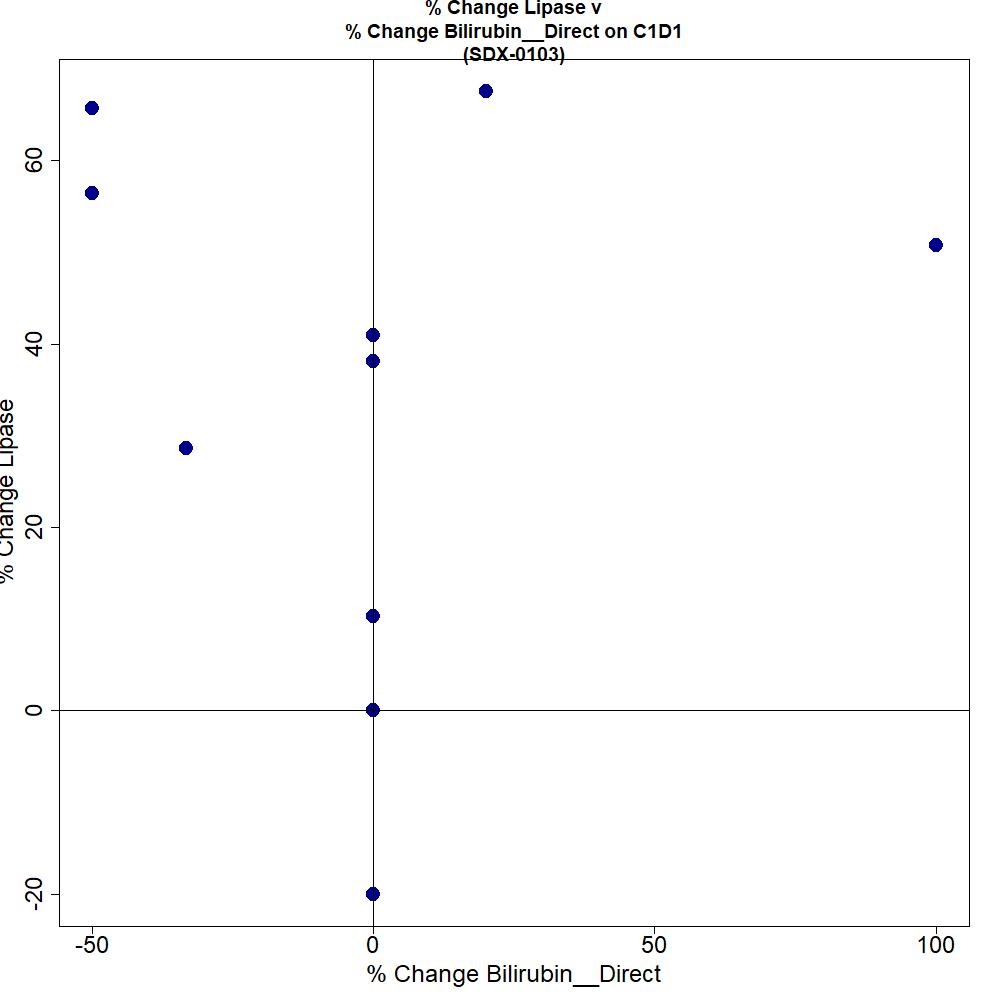 % Change Lipase v
% Change Bilirubin__Direct on C1D1
(SDX-0103)
% Change Lipase
60
40
20
0
-20
-50
0
50
100
% Change Bilirubin__Direct